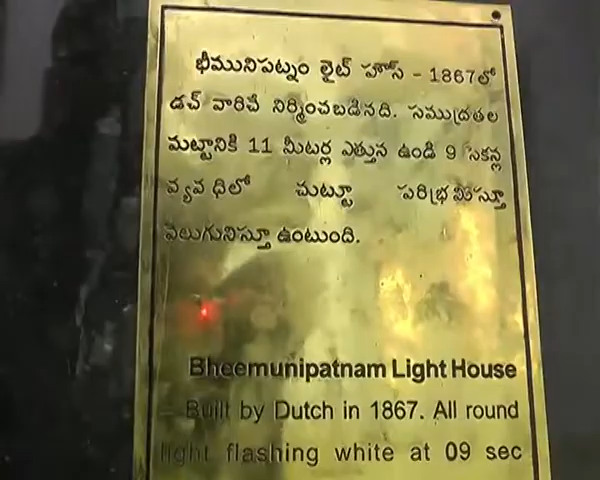 భీమునిపట్నం లైట్ హౌస్ - 1867లో
డచ్ వారిచే నిర్మించబడినది. సముద్రతల
మట్టానికి 11 మీటర్ల ఎత్తున ఉండి 9 సెకన్ల
వ్యవధిలో చుట్టూ పరిభ్రమిస్తూ
వెలుగునిస్తూ ఉంటుంది.
Bheemunipatnam Light House
- Built by Dutch in 1867. All round
light flashing white at 09 sec